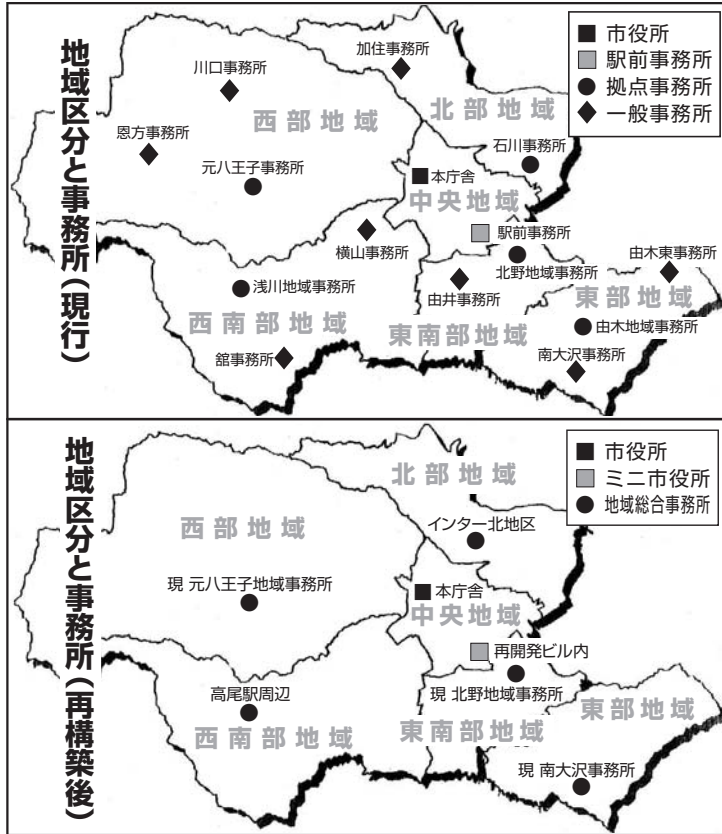 地域区分と事務所(現行)
■ 市役所
■ 駅前事務所
● 拠点事務所
◆ 一般事務所
加住事務所
川口事務所
北部地域
西部地域
恩方事務所
石川事務所
元八王子事務所
本庁舎
中央地域
横山事務所
駅前事務所
北野地域事務所
由木東事務所
浅川地域事務所
由井事務所
東部地域
西南部地域
東南部地域
由木地域事務所
舘事務所
南大沢事務所
地域区分と事務所(再構築後)
■ 市役所
■ ミニ市役所
● 地域総合事務所
北部地域
西部地域
インター北地区
現 元八王子地域事務所
本庁舎
中央地域
再開発ビル内
高尾駅周辺
現 北野地域事務所
東部地域
西南部地域
東南部地域
現 南大沢事務所